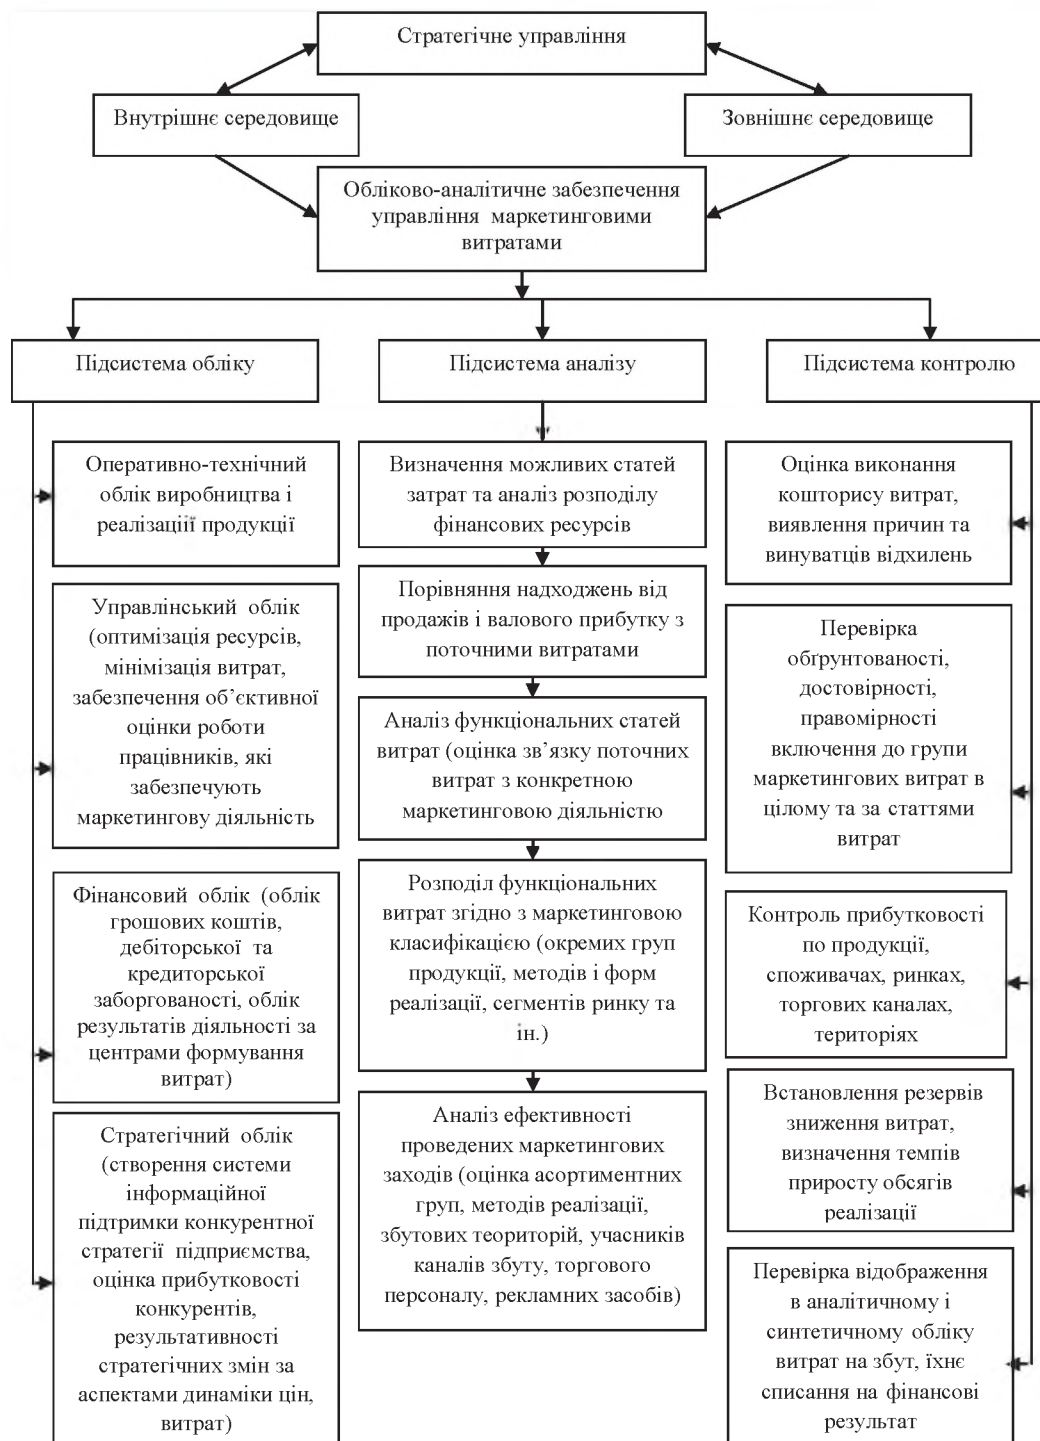 Стратегічне управління
Внутрішнє середовище
Зовнішнє середовище
Обліково-аналітичне забезпечення
управління маркетинговими
витратами
Підсистема обліку
Підсистема аналізу
Підсистема контролю
Оперативно-технічний
облік виробництва і
реалізаціії продукції
Управлінський облік
(оптимізація ресурсів,
мінімізація витрат,
забезпечення об’єктивної
оцінки роботи
працівників, які
забезпечують
маркетингову діяльність
Фінансовий облік (облік
грошових коштів,
дебіторської та
кредиторської
заборгованості, облік
результатів діяльності за
центрами формування
витрат)
Стратегічний облік
(створення системи
інформаційної
підтримки конкурентної
стратегії підприємства,
оцінка прибутковості
конкурентів,
результативності
стратегічних змін за
аспектами динаміки цін,
витрат)
Визначення можливих статей
затрат та аналіз розподілу
фінансових ресурсів
Порівняння надходжень від
продажів і валового прибутку з
поточними витратами
Аналіз функціональних статей
витрат (оцінка зв’язку поточних
витрат з конкретною
маркетинговою діяльністю
Розподіл функціональних
витрат згідно з маркетинговою
класифікацією (окремих груп
продукції, методів і форм
реалізації, сегментів ринку та
ін.)
Аналіз ефективності
проведених маркетингових
заходів (оцінка асортиментних
груп, методів реалізації,
збутових теориторій, учасників
каналів збуту, торгового
персоналу, рекламних засобів)
Оцінка виконання
кошторису витрат,
виявлення причин та
винуватців відхилень
Перевірка
обґрунтованості,
достовірності,
правомірності
включення до групи
маркетингових витрат в
цілому та за статтями
витрат
Контроль прибутковості
по продукції,
споживачах, ринках,
торгових каналах,
територіях
Встановлення резервів
зниження витрат,
визначення темпів
приросту обсягів
реалізації
Перевірка відображення
в аналітичному і
синтетичному обліку
витрат на збут, їхнє
списання на фінансові
результат